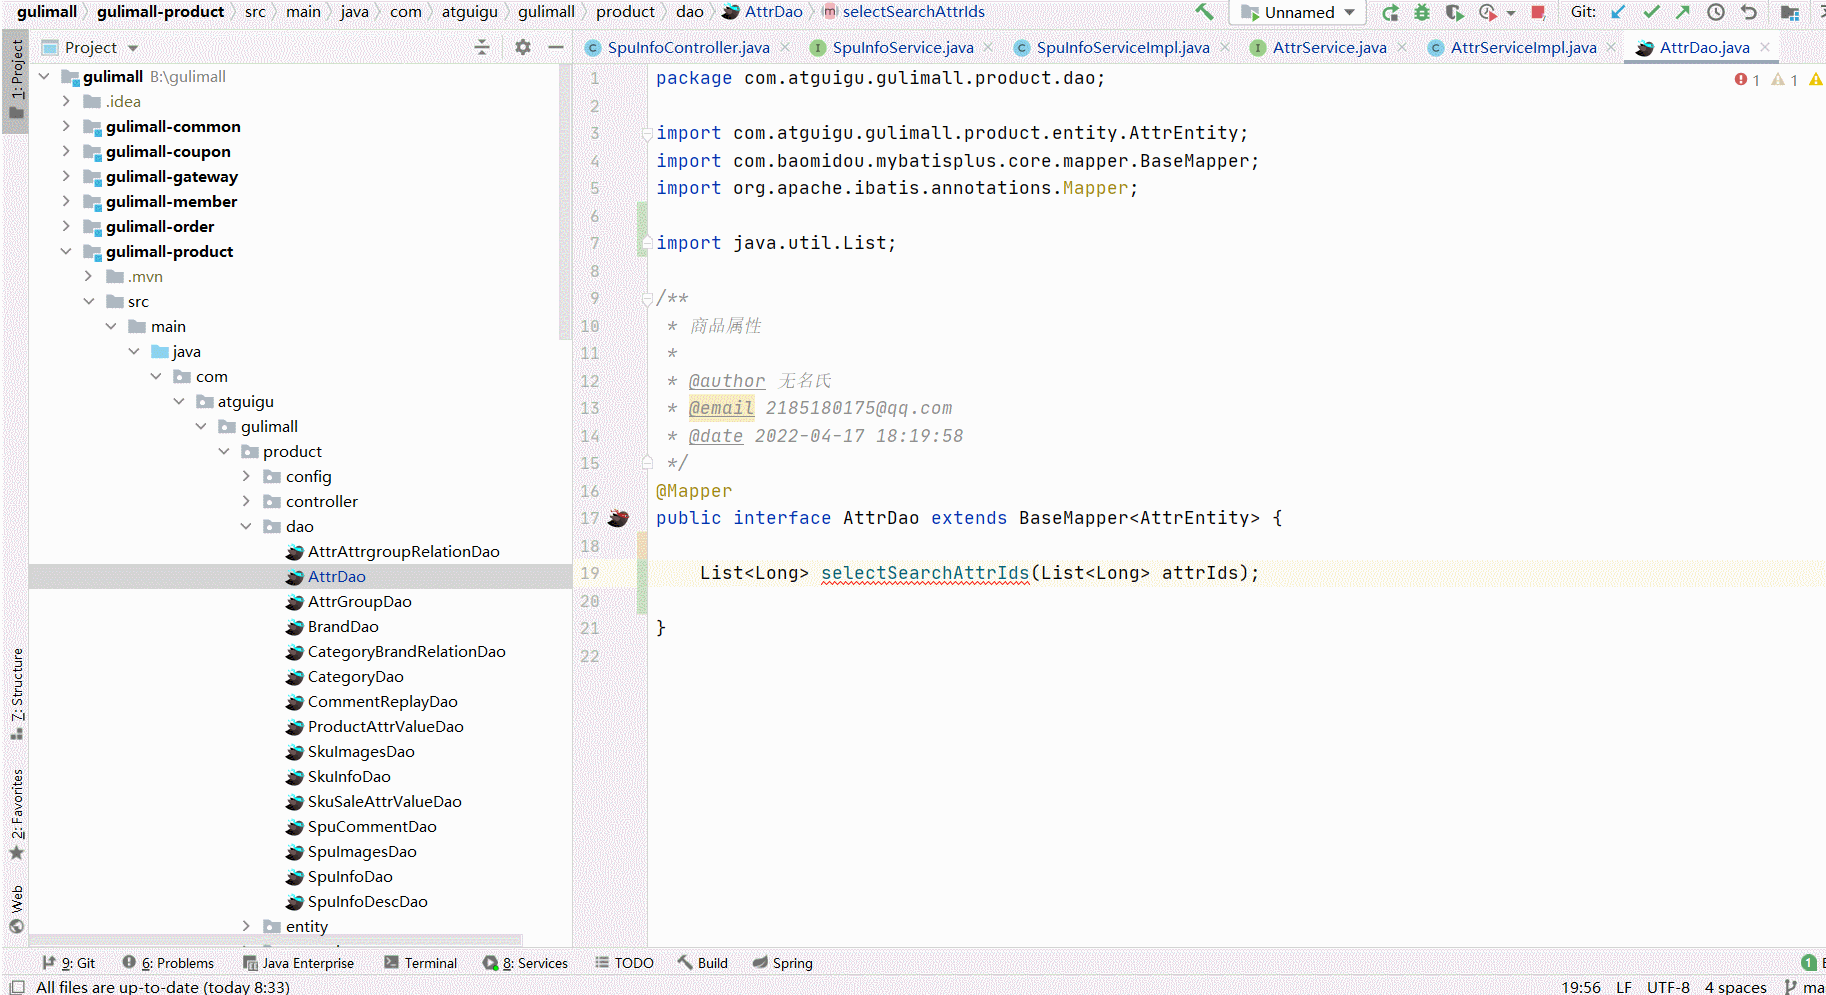 gulimall gulimall-product src main java com atguigu gulimall product dao AttrDao selectSearchAttrIds Unnamed Git:
Project
SpuInfoController.java SpuInfoService.java SpuInfoServiceImpl.java AttrService.java AttrServiceImpl.java AttrDao.java
1: Project
7: Structure
2: Favorites
Web
gulimall B:\gulimall
.idea
gulimall-common
gulimall-coupon
gulimall-gateway
gulimall-member
gulimall-order
gulimall-product
.mvn
src
main
java
com
atguigu
gulimall
product
config
controller
dao
AttrAttrgroupRelationDao
AttrDao
AttrGroupDao
BrandDao
CategoryBrandRelationDao
CategoryDao
CommentReplayDao
ProductAttrValueDao
SkuImagesDao
SkuInfoDao
SkuSaleAttrValueDao
SpuCommentDao
SpuImagesDao
SpuInfoDao
SpuInfoDescDao
entity
1 package com.atguigu.gulimall.product.dao;
1 1
2
3 import com.atguigu.gulimall.product.entity.AttrEntity;
4 import com.baomidou.mybatisplus.core.mapper.BaseMapper;
5 import org.apache.ibatis.annotations.Mapper;
6
7 import java.util.List;
8
9 /**
10 * 商品属性
11 *
12 * @author 无名氏
13 * @email 2185180175@qq.com
14 * @date 2022-04-17 18:19:58
15 */
16 @Mapper
17 public interface AttrDao extends BaseMapper<AttrEntity> {
18
19 List<Long> selectSearchAttrIds(List<Long> attrIds);
20
21 }
22
9: Git 6: Problems Java Enterprise Terminal 8: Services TODO Build Spring 1
All files are up-to-date (today 8:33) 19:56 LF UTF-8 4 spaces